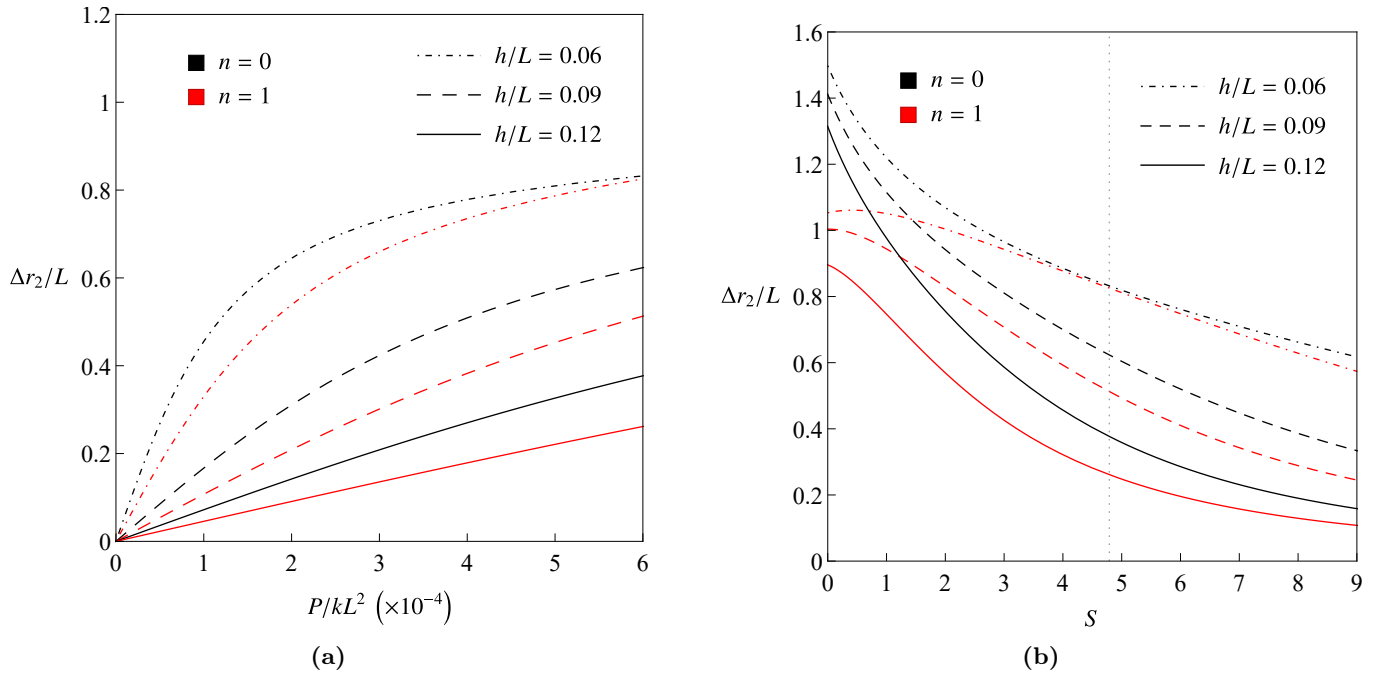 1.2
1
0.8
0.6
0.4
0.2
0
Δr₂/L
n = 0
n = 1
h/L = 0.06
h/L = 0.09
h/L = 0.12
0 1 2 3 4 5 6
P/kL² (×10⁻⁴)
(a)
1.6
1.4
1.2
1
0.8
0.6
0.4
0.2
0
Δr₂/L
n = 0
n = 1
h/L = 0.06
h/L = 0.09
h/L = 0.12
0 1 2 3 4 5 6 7 8 9
S
(b)